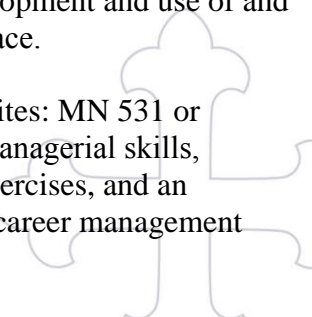 opment and use of and
ace.
ites: MN 531 or
anagerial skills,
ercises, and an
career management